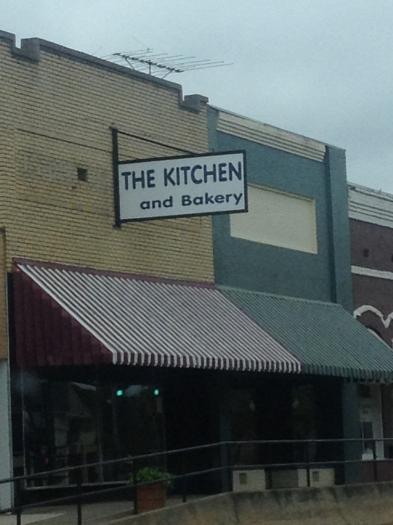 THE KITCHEN
and Bakery